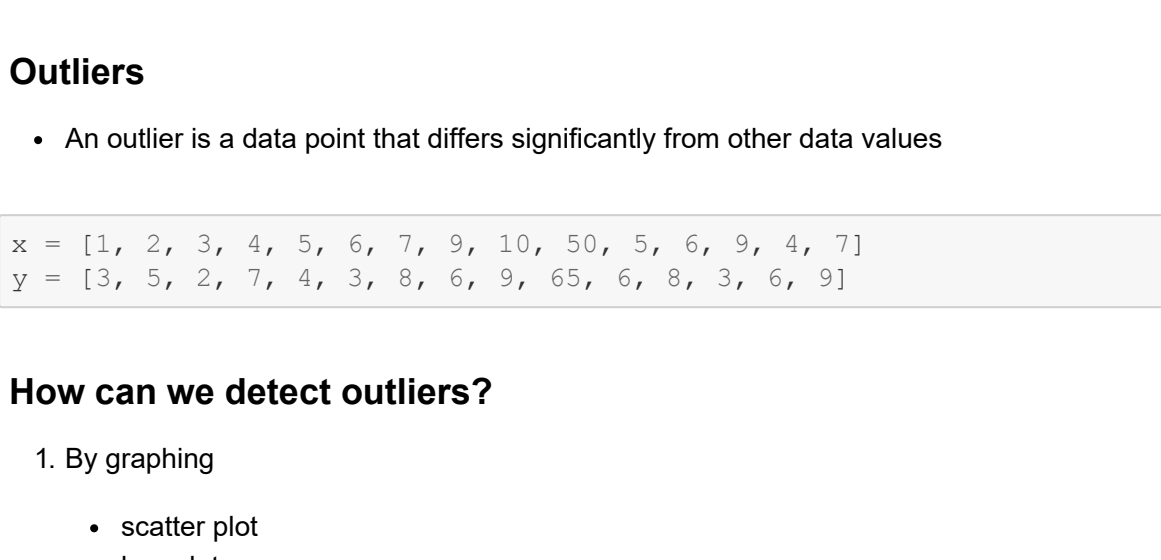 Outliers
• An outlier is a data point that differs significantly from other data values
x = [1, 2, 3, 4, 5, 6, 7, 9, 10, 50, 5, 6, 9, 4, 7]
y = [3, 5, 2, 7, 4, 3, 8, 6, 9, 65, 6, 8, 3, 6, 9]
How can we detect outliers?
1. By graphing
• scatter plot